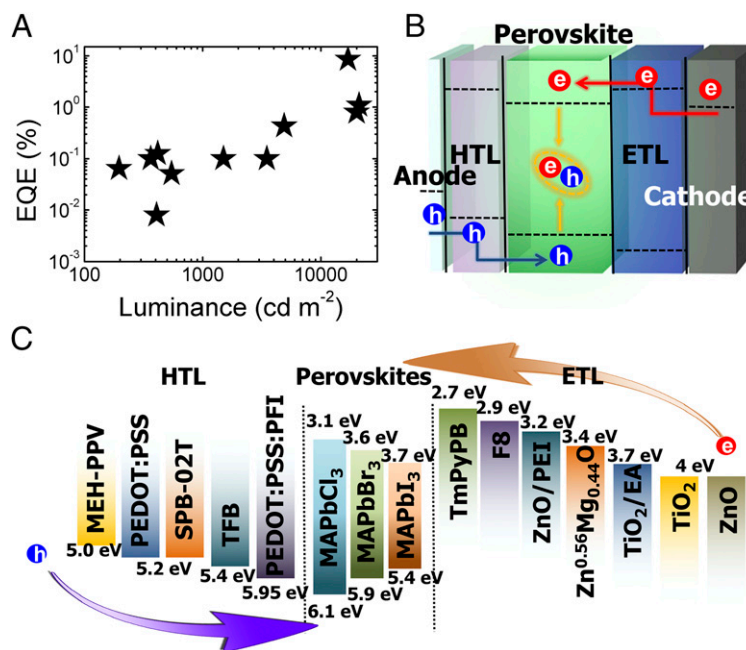 A
EQE (%)
10¹
10⁰
10⁻¹
10⁻²
10⁻³
100
1000
10000
Luminance (cd m⁻²)
B
Perovskite
e
e
e
HTL
ETL
Anode
e
h
Cathode
h
h
h
C
HTL
Perovskites
ETL
2.7 eV
2.9 eV
3.1 eV
3.2 eV
3.6 eV
3.4 eV
3.7 eV
3.7 eV
4 eV
e
MEH-PPV
PEDOT:PSS
SPB-02T
TFB
PEDOT:PSS:PFI
MAPbCl₃
MAPbBr₃
MAPbI₃
TmPyPB
F8
ZnO/PEI
Zn⁰·⁵⁶Mg₀.₄₄O
TiO₂/EA
TiO₂
ZnO
h
5.0 eV
5.2 eV
5.4 eV
5.95 eV
6.1 eV
5.9 eV
5.4 eV